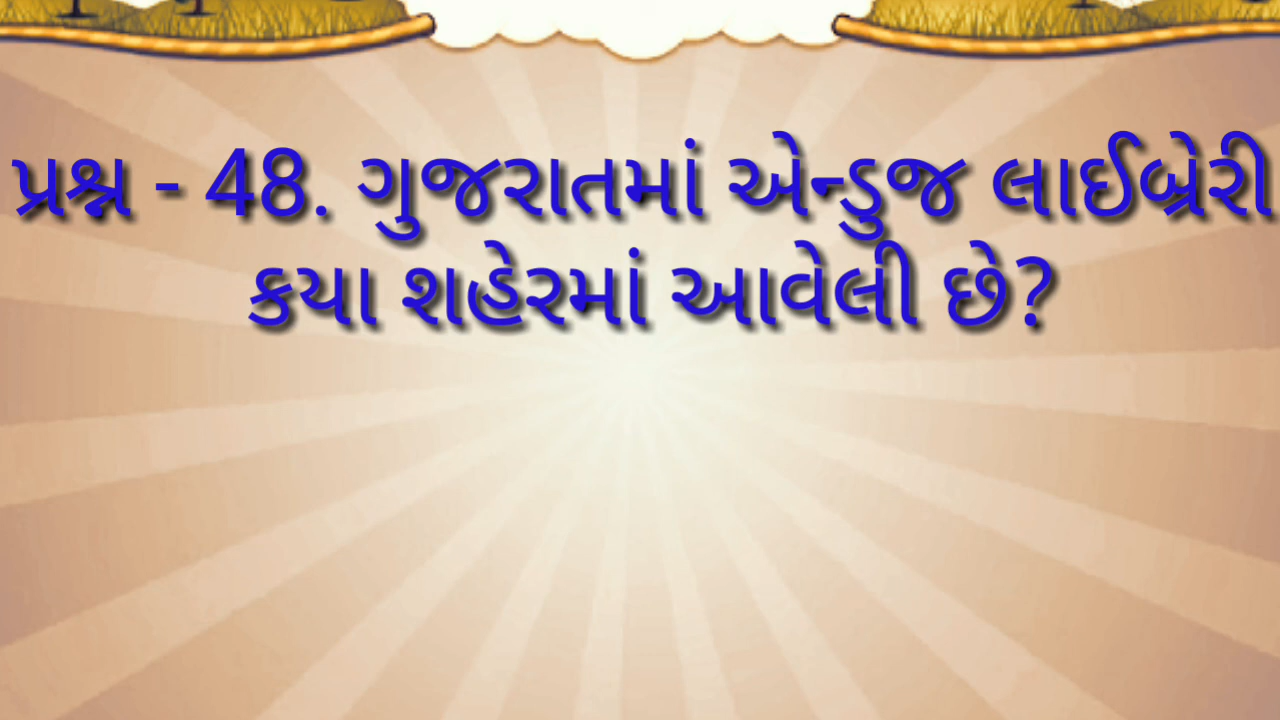 પ્રશ્ન - 48. ગુજરાતમાં એન્ડુજ લાઈબ્રેરી
કયા શહેરમાં આવેલી છે?